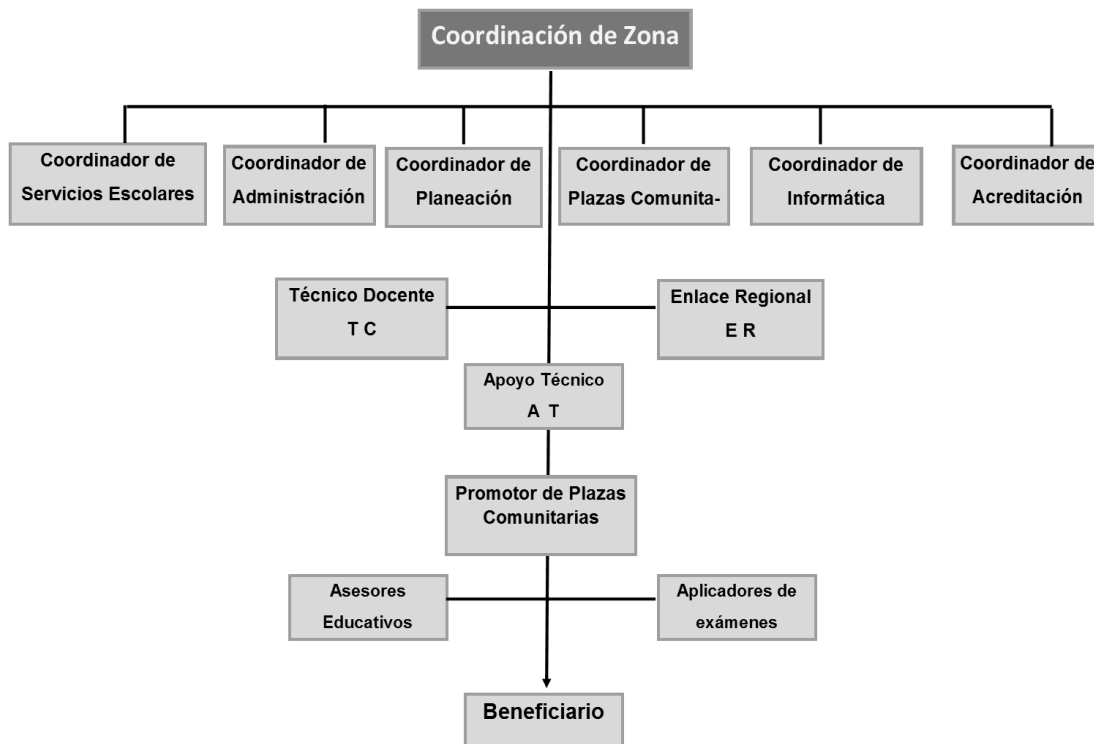 Coordinación de Zona
Coordinador de
Servicios Escolares
Coordinador de
Administración
Coordinador de
Planeación
Coordinador de
Plazas Comunita-
Coordinador de
Informática
Coordinador de
Acreditación
Técnico Docente
T C
Enlace Regional
E R
Apoyo Técnico
A T
Promotor de Plazas
Comunitarias
Asesores
Educativos
Aplicadores de
exámenes
Beneficiario